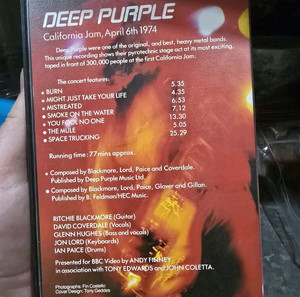 DEEP PURPLE
California Jam, April 6th 1974
Deep Purple were one of the original, and best, heavy metal bands.
This unique recording shows their pyrotechnic stage act at its most exciting,
taped in front of 300,000 people at the first California Jam.
The concert features:
• BURN 5.35
• MIGHT JUST TAKE YOUR LIFE 4.35
• MISTREATED 6.53
• SMOKE ON THE WATER 7.12
• YOU FOOL NO ONE 13.30
• THE MULE 5.05
• SPACE TRUCKING 25.29
Running time: 77 mins approx.
• Composed by Blackmore, Lord, Paice and Coverdale.
Published by Deep Purple Music Ltd.
• Composed by Blackmore, Lord, Paice, Glover and Gillan.
Published by B. Feldman/HEC Music.
RITCHIE BLACKMORE (Guitar)
DAVID COVERDALE (Vocals)
GLENN HUGHES (Bass and vocals)
JON LORD (Keyboards)
IAN PAICE (Drums)
Presented for BBC Video by ANDY FINNEY
in association with TONY EDWARDS and JOHN COLETTA.
Photographs: Fin Costello
Cover Design: Tony Geddes